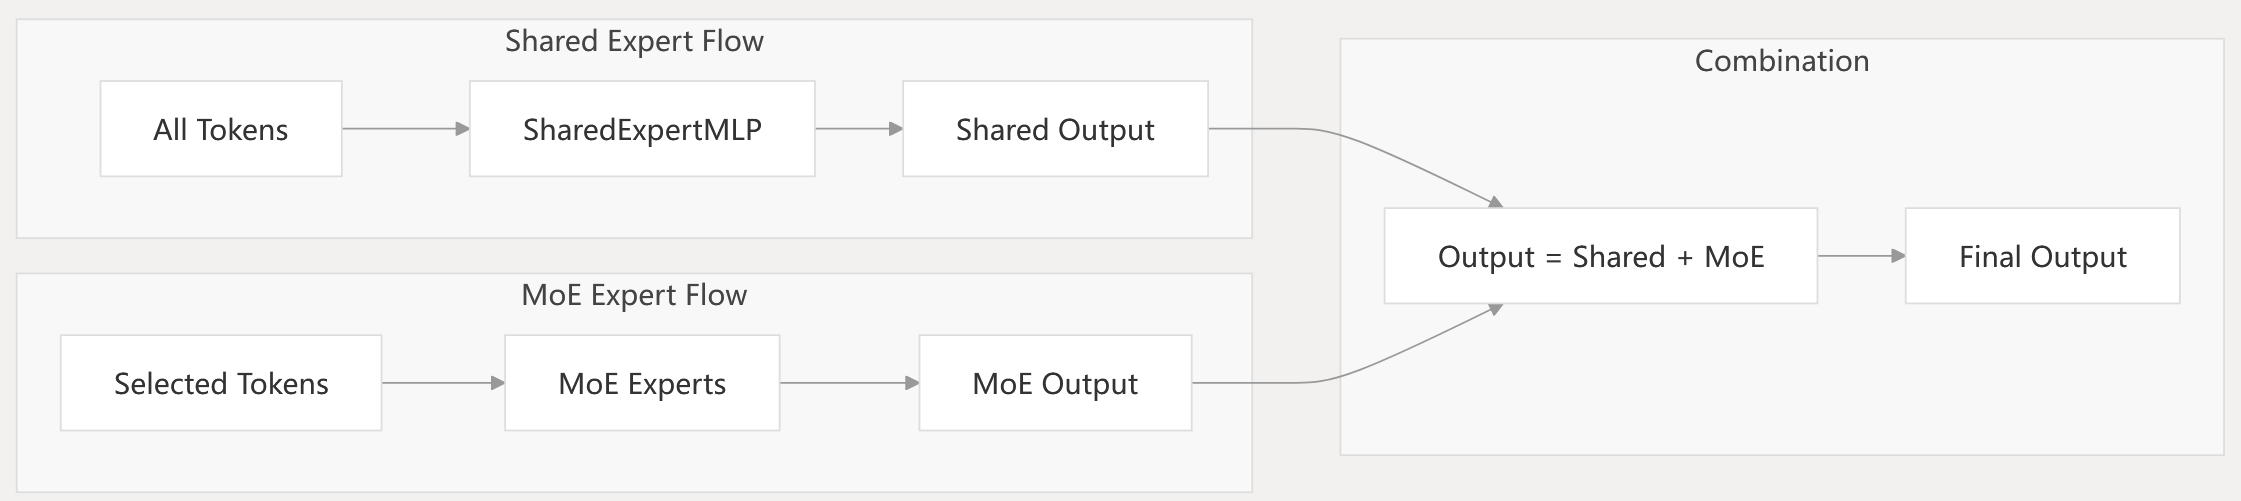 Shared Expert Flow
All Tokens
SharedExpertMLP
Shared Output
MoE Expert Flow
Selected Tokens
MoE Experts
MoE Output
Combination
Output = Shared + MoE
Final Output